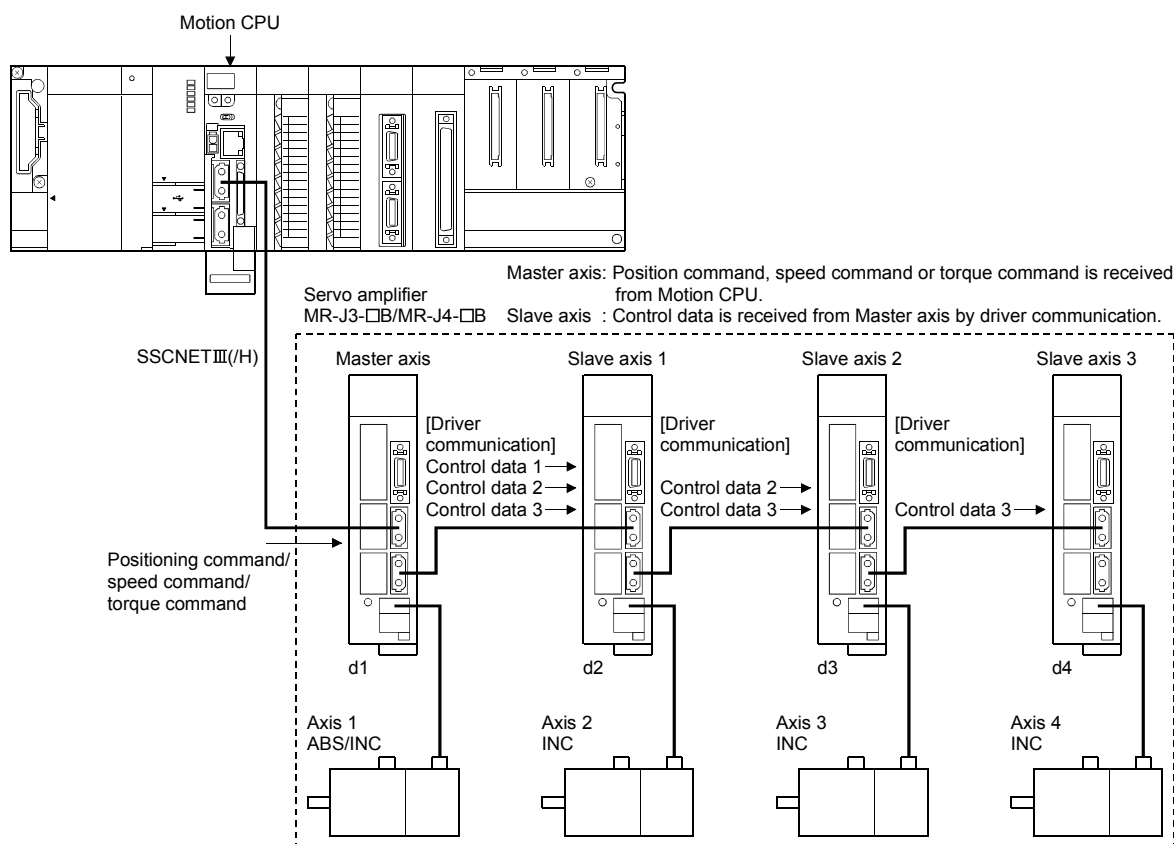 Motion CPU
Master axis: Position command, speed command or torque command is received
from Motion CPU.
Slave axis : Control data is received from Master axis by driver communication.
Servo amplifier
MR-J3-□B/MR-J4-□B
SSCNETⅢ(/H)
Master axis
Slave axis 1
Slave axis 2
Slave axis 3
[Driver
communication]
Control data 1
Control data 2
Control data 3
[Driver
communication]
Control data 2
Control data 3
[Driver
communication]
Control data 3
Positioning command/
speed command/
torque command
d1
d2
d3
d4
Axis 1
ABS/INC
Axis 2
INC
Axis 3
INC
Axis 4
INC